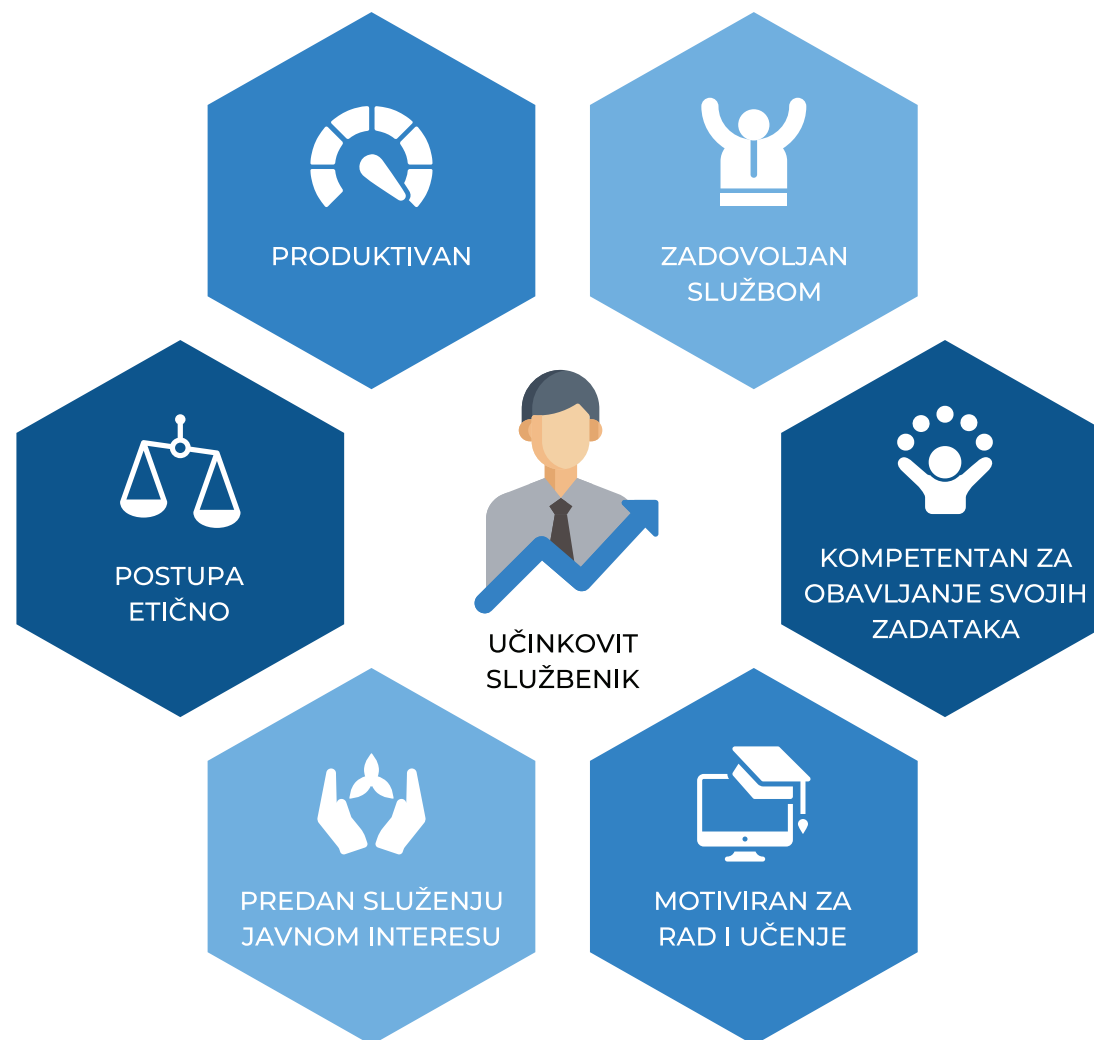 PRODUKTIVAN
ZADOVOLJAN
SLUŽBOM
POSTUPA
ETIČNO
KOMPETENTAN ZA
OBAVLJANJE SVOJIH
ZADATAKA
UČINKOVIT
SLUŽBENIK
PREDAN SLUŽENJU
JAVNOM INTERESU
MOTIVIRAN ZA
RAD I UČENJE